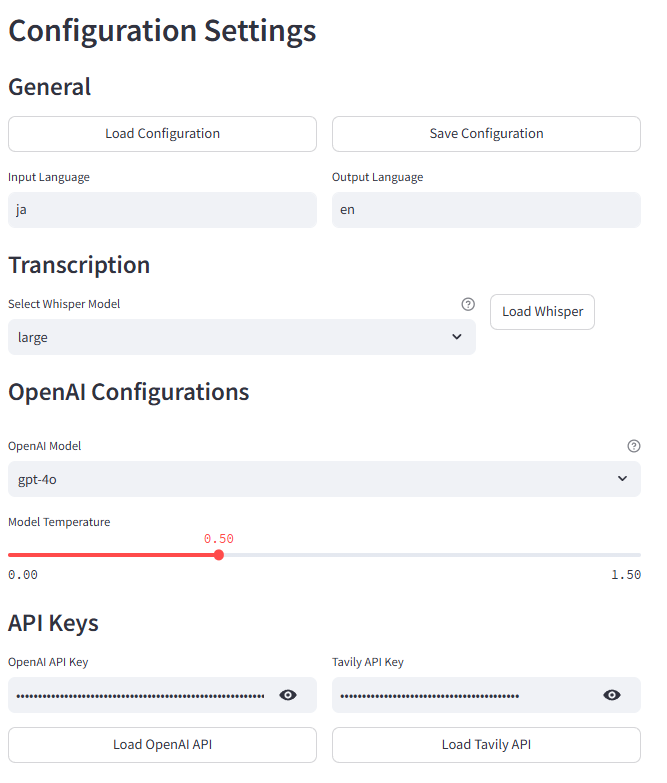 Configuration Settings
General
Load Configuration
Save Configuration
Input Language
Output Language
ja
en
Transcription
Select Whisper Model
Load Whisper
large
OpenAI Configurations
OpenAI Model
gpt-4o
Model Temperature
0.50
0.00
1.50
API Keys
OpenAI API Key
Tavily API Key
Load OpenAI API
Load Tavily API